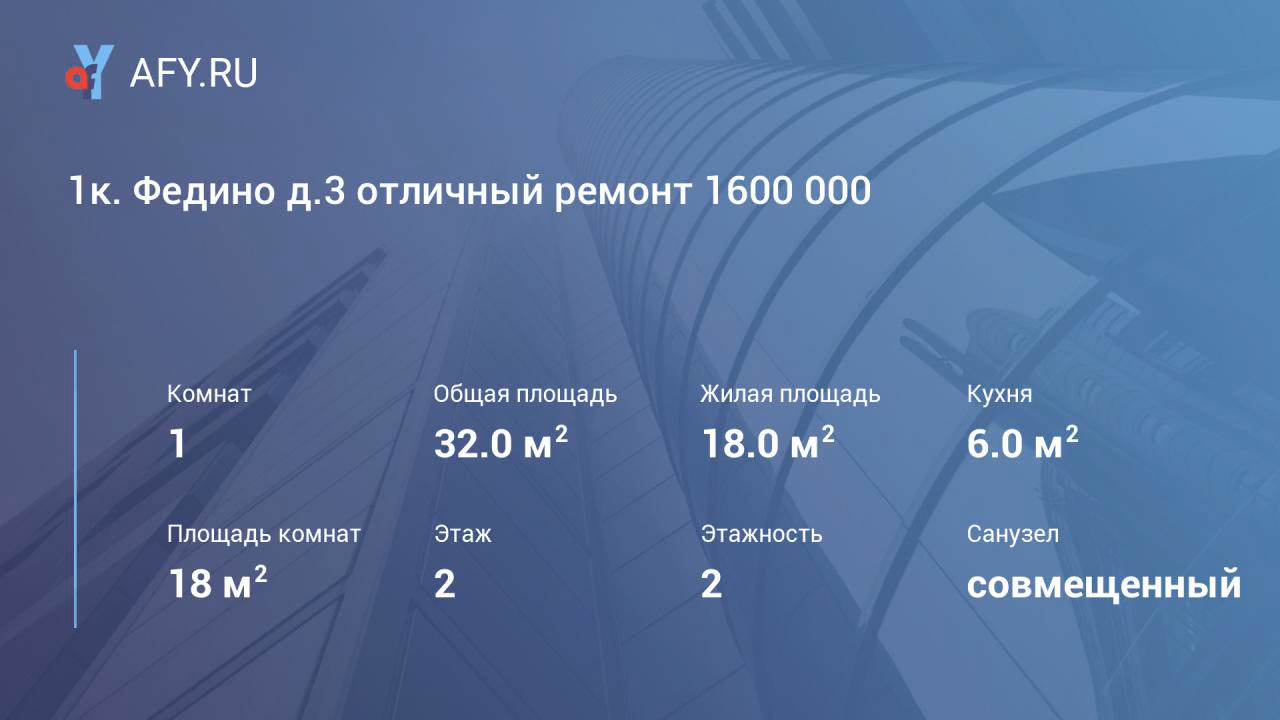 afy AFY.RU
1к. Федино д.3 отличный ремонт 1600 000
Комнат Общая площадь Жилая площадь Кухня
1 32.0 м² 18.0 м² 6.0 м²
Площадь комнат Этаж Этажность Санузел
18 м² 2 2 совмещенный